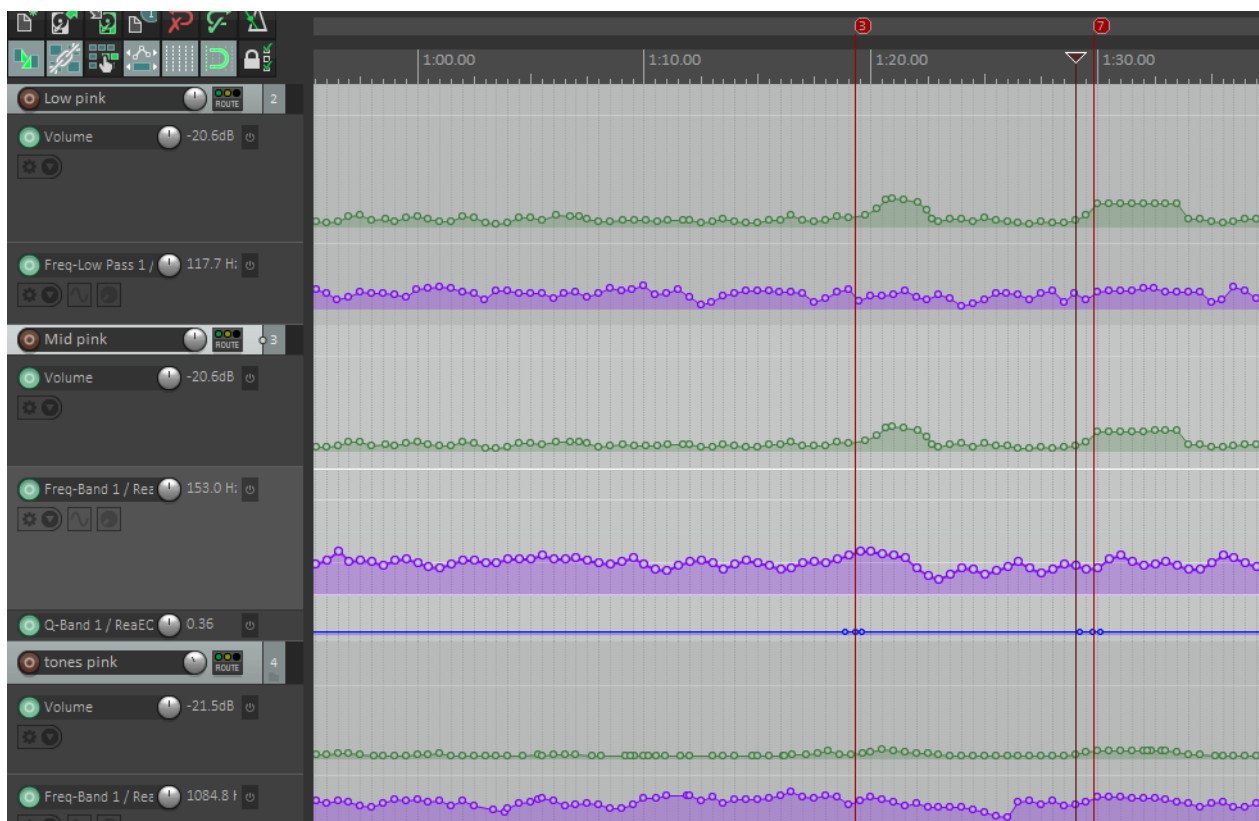 3 7
1:00.00 1:10.00 1:20.00 1:30.00
Low pink ROUTE 2
Volume -20.6dB
Freq-Low Pass 1 / 117.7 H:
Mid pink ROUTE 3
Volume -20.6dB
Freq-Band 1 / Rea 153.0 H:
Q-Band 1 / ReaEC 0.36
tones pink ROUTE 4
Volume -21.5dB
Freq-Band 1 / Rea 1084.8 H